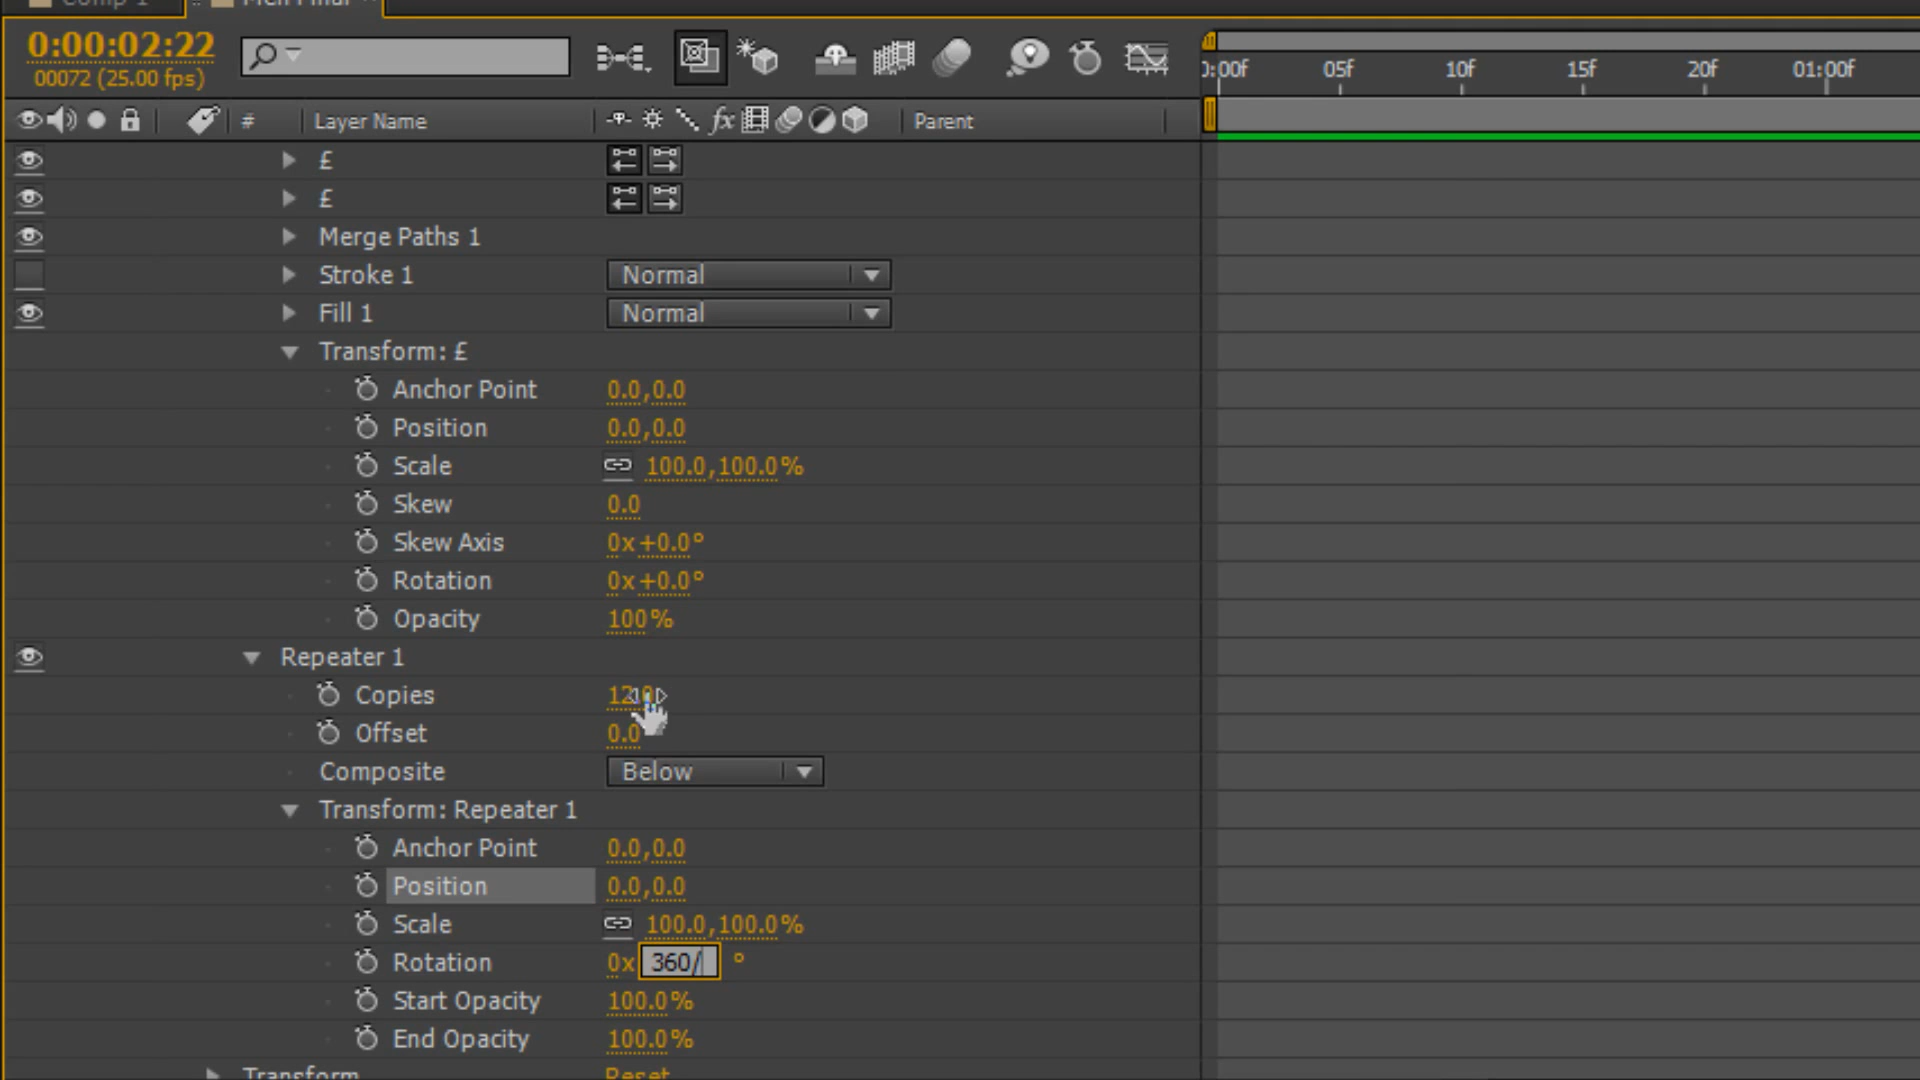 0:00:02:22
00072 (25.00 fps)
0:00f 05f 10f 15f 20f 01:00f
# Layer Name fx Parent
£
£
Merge Paths 1
Stroke 1 Normal
Fill 1 Normal
Transform: £
Anchor Point 0.0,0.0
Position 0.0,0.0
Scale 100.0,100.0%
Skew 0.0
Skew Axis 0x+0.0°
Rotation 0x+0.0°
Opacity 100%
Repeater 1
Copies
Offset 0.0
Composite Below
Transform: Repeater 1
Anchor Point 0.0,0.0
Position 0.0,0.0
Scale 100.0,100.0%
Rotation 0x 360/ °
Start Opacity 100.0%
End Opacity 100.0%
Transform Reset